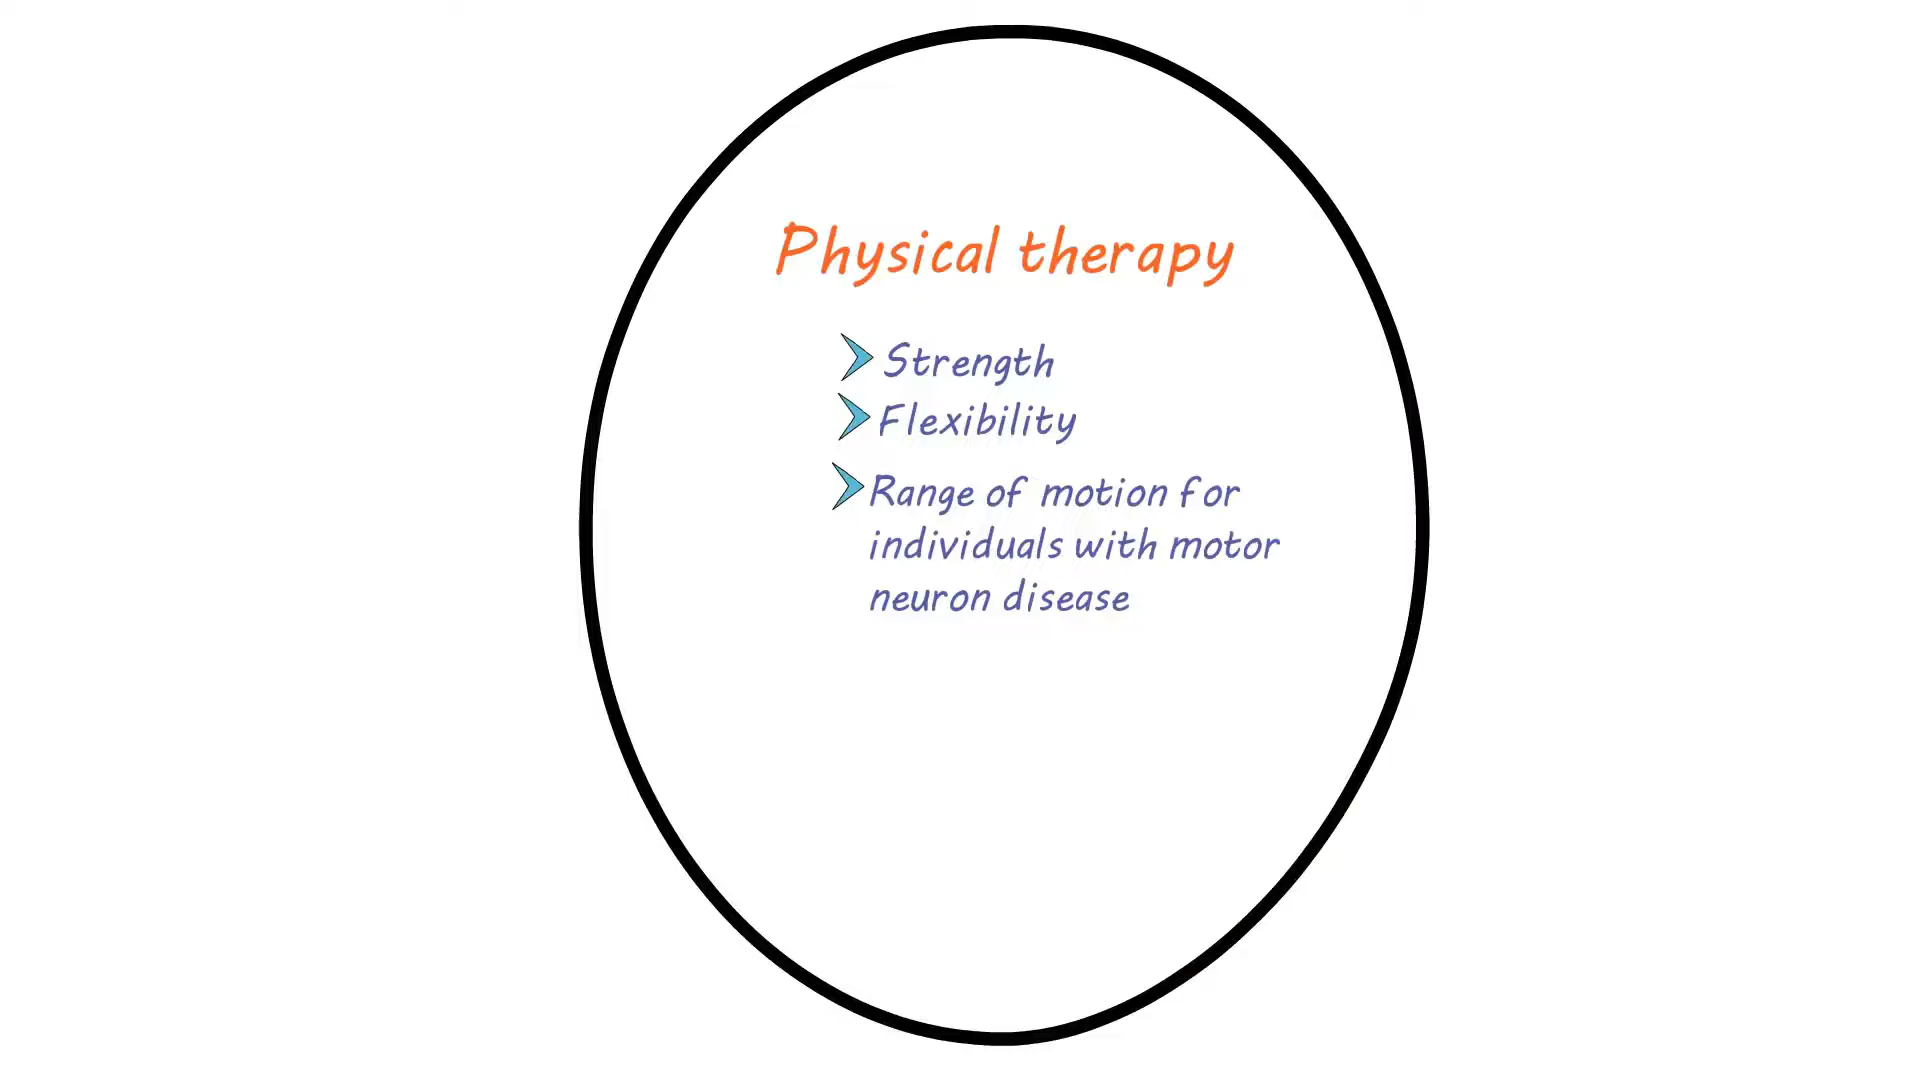 Physical therapy
Strength
Flexibility
Range of motion for
individuals with motor
neuron disease